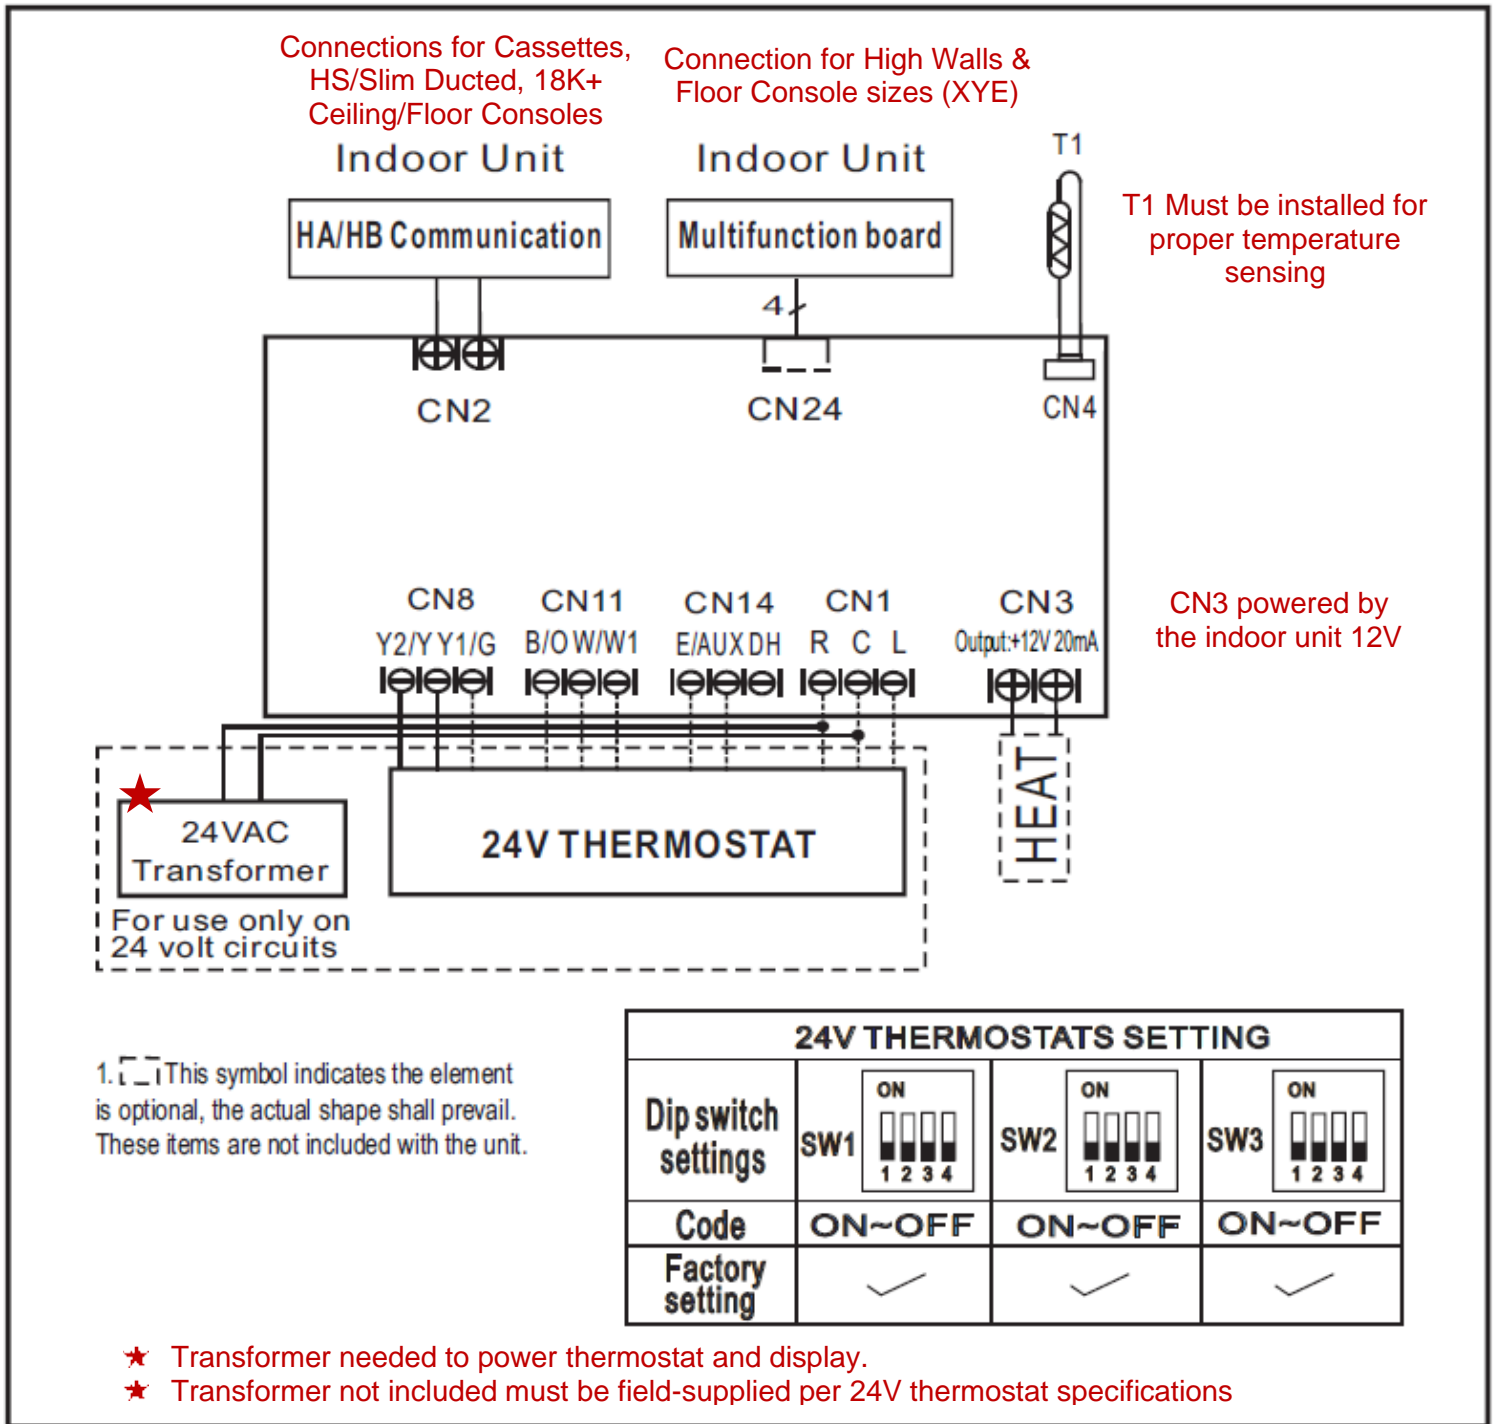 Connections for Cassettes,
HS/Slim Ducted, 18K+
Ceiling/Floor Consoles
Connection for High Walls &
Floor Console sizes (XYE)
Indoor Unit
Indoor Unit
T1
HA/HB Communication
Multifunction board
T1 Must be installed for
proper temperature
sensing
4
CN2
CN24
CN4
CN8
CN11
CN14
CN1
CN3
Y2/Y Y1/G
B/O W/W1
E/AUX DH
R C L
Output:+12V 20mA
CN3 powered by
the indoor unit 12V
24VAC
Transformer
24V THERMOSTAT
HEAT
For use only on
24 volt circuits
1. This symbol indicates the element
is optional, the actual shape shall prevail.
These items are not included with the unit.
24V THERMOSTATS SETTING
Dip switch
settings
SW1
ON
1 2 3 4
SW2
ON
1 2 3 4
SW3
ON
1 2 3 4
Code
ON~OFF
ON~OFF
ON~OFF
Factory
setting
Transformer needed to power thermostat and display.
Transformer not included must be field-supplied per 24V thermostat specifications